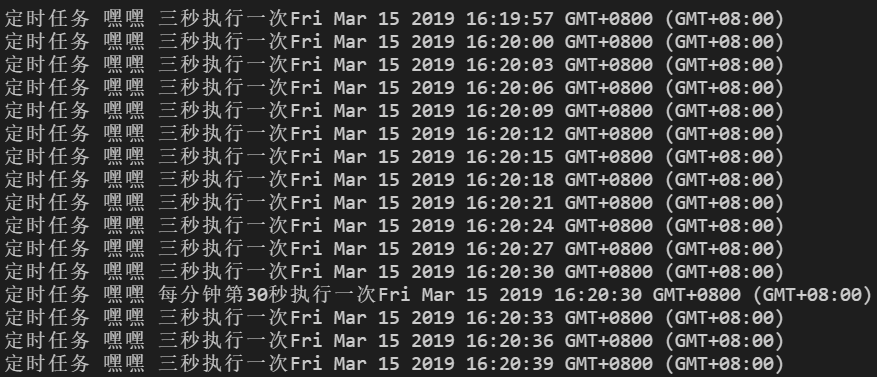 定时任务 嘿嘿 三秒执行一次Fri Mar 15 2019 16:19:57 GMT+0800 (GMT+08:00)
定时任务 嘿嘿 三秒执行一次Fri Mar 15 2019 16:20:00 GMT+0800 (GMT+08:00)
定时任务 嘿嘿 三秒执行一次Fri Mar 15 2019 16:20:03 GMT+0800 (GMT+08:00)
定时任务 嘿嘿 三秒执行一次Fri Mar 15 2019 16:20:06 GMT+0800 (GMT+08:00)
定时任务 嘿嘿 三秒执行一次Fri Mar 15 2019 16:20:09 GMT+0800 (GMT+08:00)
定时任务 嘿嘿 三秒执行一次Fri Mar 15 2019 16:20:12 GMT+0800 (GMT+08:00)
定时任务 嘿嘿 三秒执行一次Fri Mar 15 2019 16:20:15 GMT+0800 (GMT+08:00)
定时任务 嘿嘿 三秒执行一次Fri Mar 15 2019 16:20:18 GMT+0800 (GMT+08:00)
定时任务 嘿嘿 三秒执行一次Fri Mar 15 2019 16:20:21 GMT+0800 (GMT+08:00)
定时任务 嘿嘿 三秒执行一次Fri Mar 15 2019 16:20:24 GMT+0800 (GMT+08:00)
定时任务 嘿嘿 三秒执行一次Fri Mar 15 2019 16:20:27 GMT+0800 (GMT+08:00)
定时任务 嘿嘿 三秒执行一次Fri Mar 15 2019 16:20:30 GMT+0800 (GMT+08:00)
定时任务 嘿嘿 每分钟第30秒执行一次Fri Mar 15 2019 16:20:30 GMT+0800 (GMT+08:00)
定时任务 嘿嘿 三秒执行一次Fri Mar 15 2019 16:20:33 GMT+0800 (GMT+08:00)
定时任务 嘿嘿 三秒执行一次Fri Mar 15 2019 16:20:36 GMT+0800 (GMT+08:00)
定时任务 嘿嘿 三秒执行一次Fri Mar 15 2019 16:20:39 GMT+0800 (GMT+08:00)